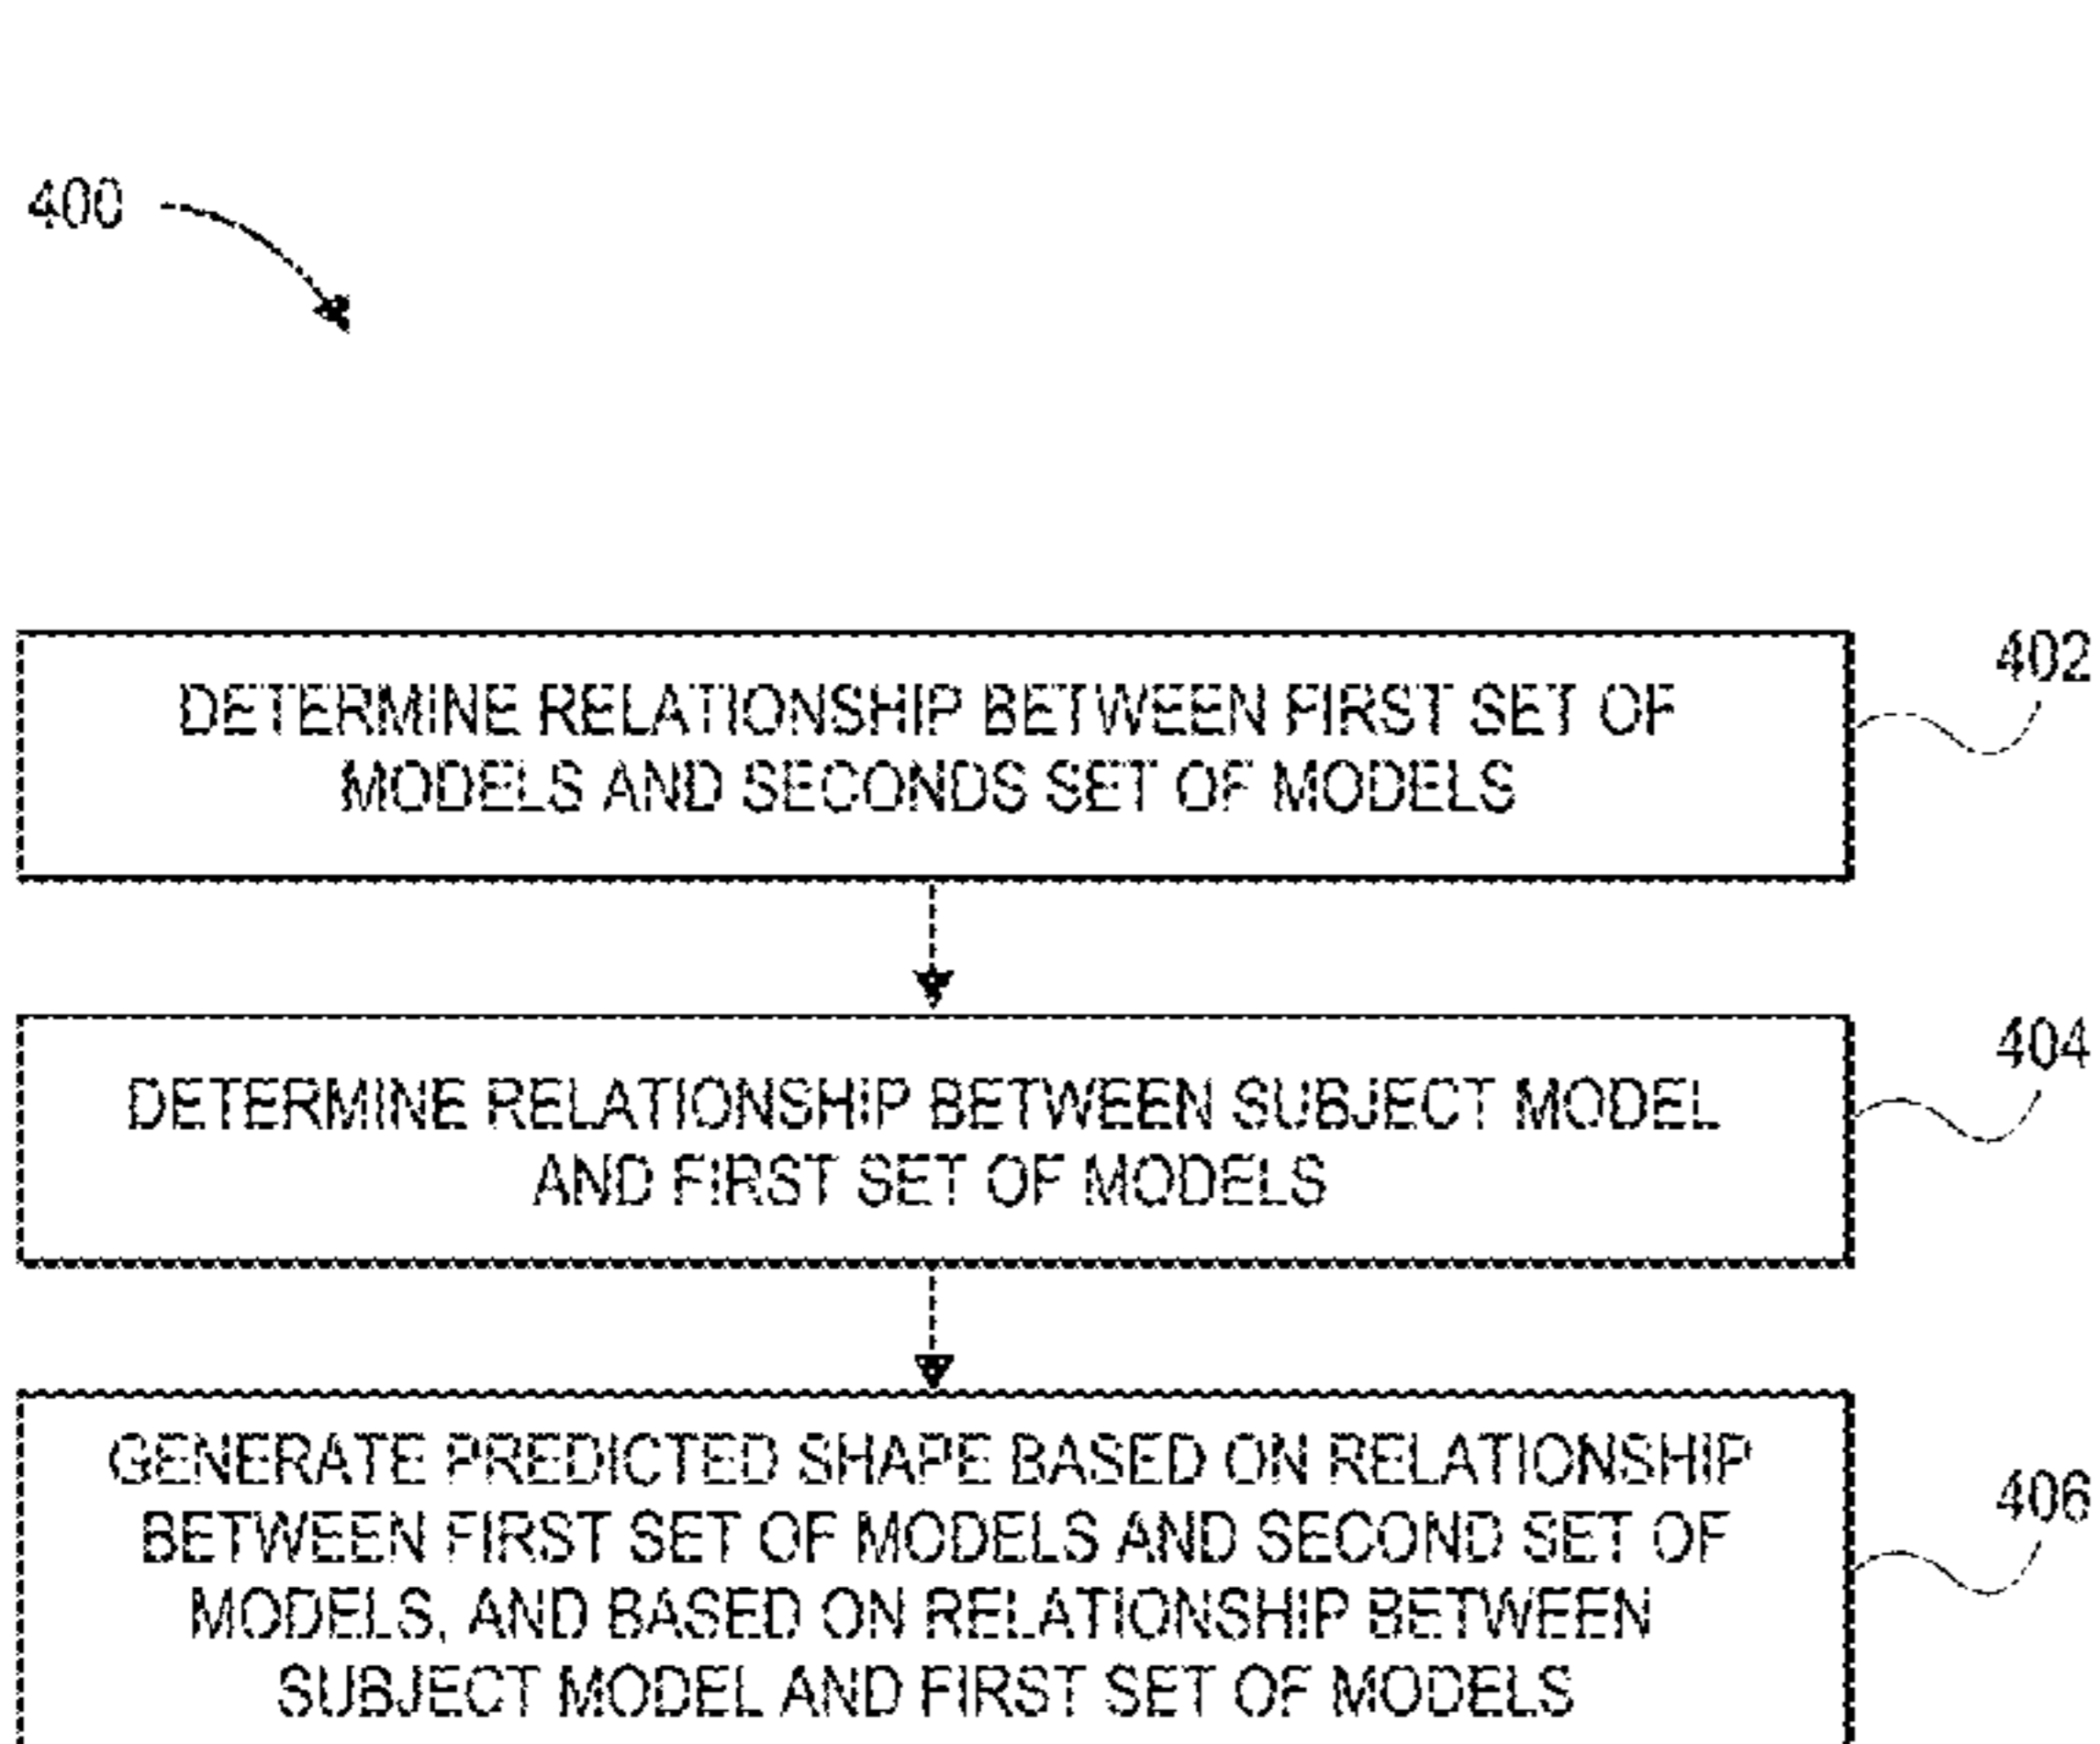 400
402
DETERMINE RELATIONSHIP BETWEEN FIRST SET OF
MODELS AND SECONDS SET OF MODELS
404
DETERMINE RELATIONSHIP BETWEEN SUBJECT MODEL
AND FIRST SET OF MODELS
GENERATE PREDICTED SHAPE BASED ON RELATIONSHIP
406
BETWEEN FIRST SET OF MODELS AND SECOND SET OF
MODELS, AND BASED ON RELATIONSHIP BETWEEN
SUBJECT MODEL AND FIRST SET OF MODELS